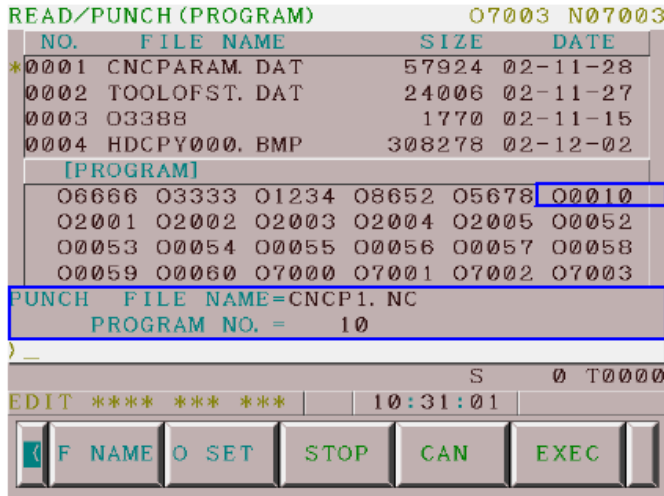 READ/PUNCH(PROGRAM) O7003 N07003
NO. FILE NAME SIZE DATE
*0001 CNCPARAM.DAT 57924 02-11-28
0002 TOOLOFST.DAT 24006 02-11-27
0003 O3388 1770 02-11-15
0004 HDCPY000.BMP 308278 02-12-02
[PROGRAM]
O6666 O3333 O1234 O8652 O5678 O0010
O2001 O2002 O2003 O2004 O2005 O0052
O0053 O0054 O0055 O0056 O0057 O0058
O0059 O0060 O7000 O7001 O7002 O7003
PUNCH FILE NAME=CNCP1.NC
PROGRAM NO. = 10
)_
S 0 T0000
EDIT **** *** *** 10:31:01
( F NAME O SET STOP CAN EXEC